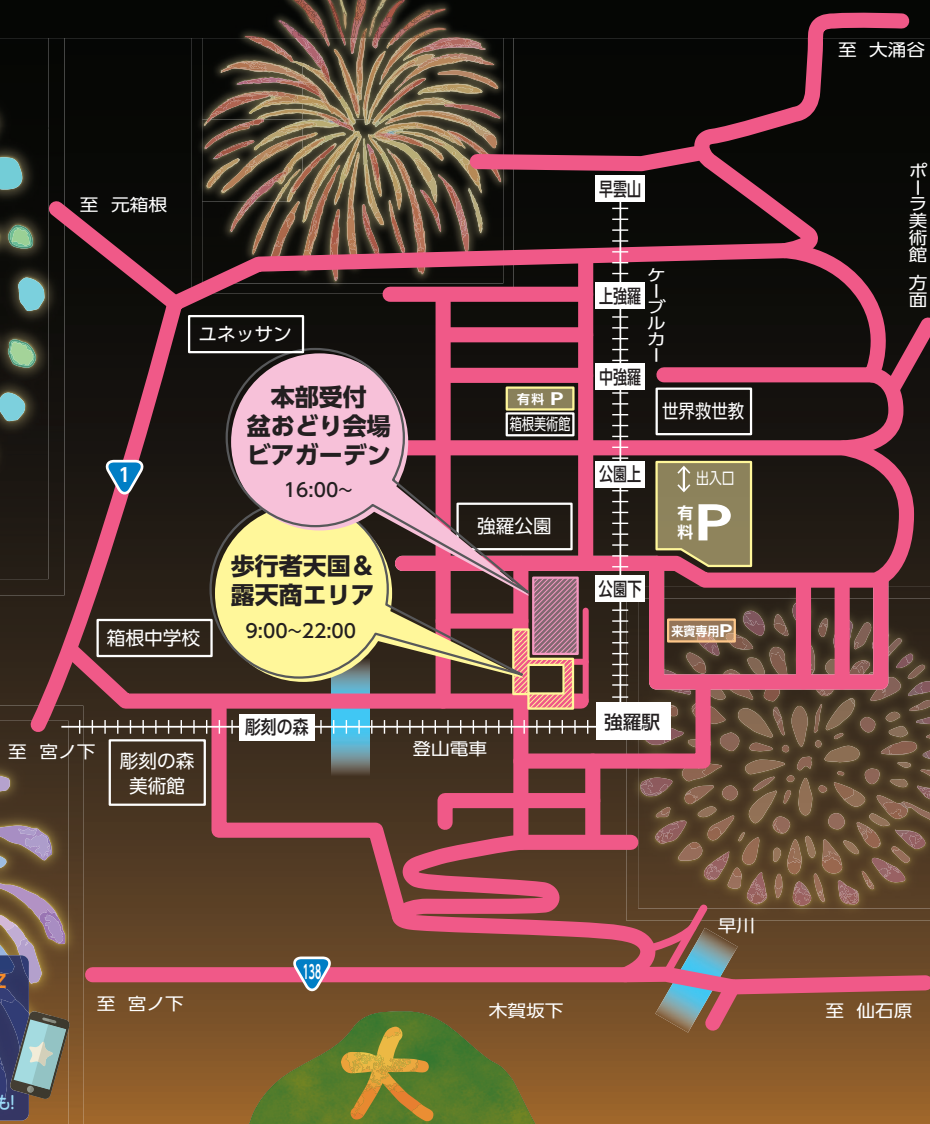 至 大涌谷
ポーラ美術館 方面
早雲山
至 元箱根
ケーブルカー
上強羅
ユネッサン
中強羅
有料 P
箱根美術館
世界救世教
本部受付
盆おどり会場
ビアガーデン
16:00~
1
公園上
出入口
有料
P
強羅公園
歩行者天国&
露天商エリア
9:00~22:00
公園下
来賓専用P
箱根中学校
彫刻の森
強羅駅
至 宮ノ下
登山電車
彫刻の森
美術館
早川
138
至 宮ノ下
木賀坂下
至 仙石原
大
も!